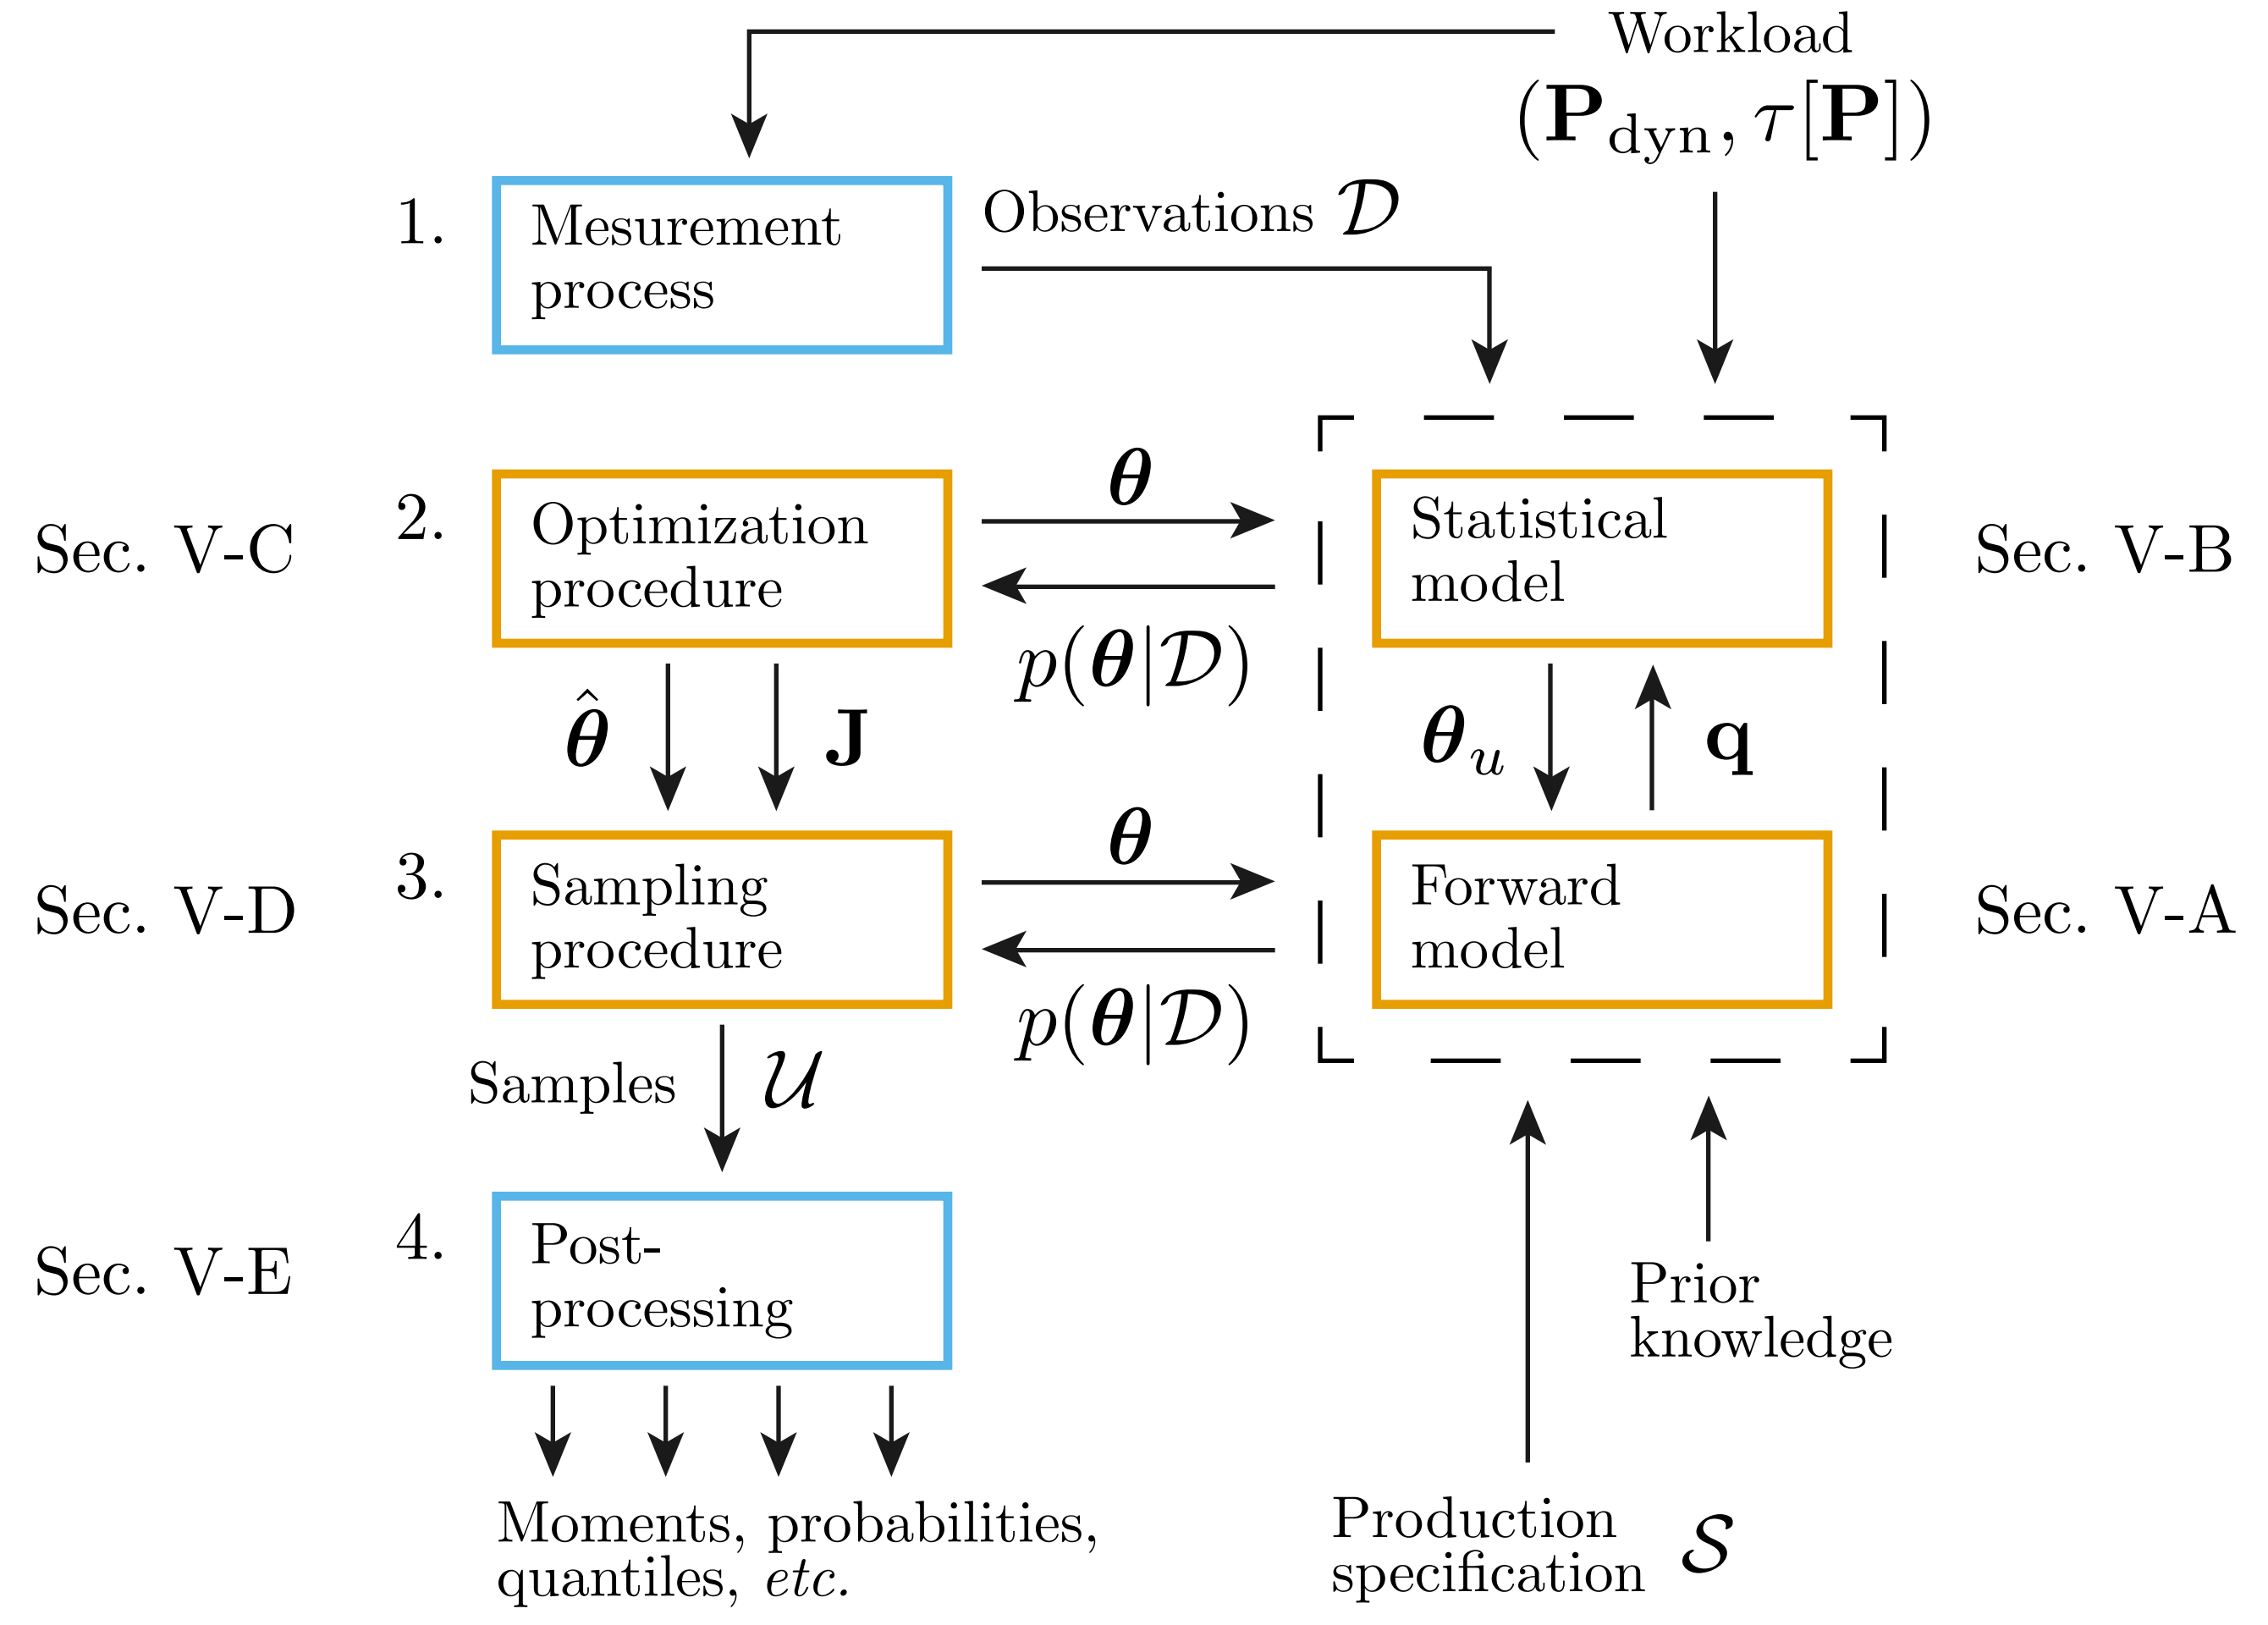 Workload
(P_dyn, τ[P])
1.
Mesurement
process
Observations 𝒟
Sec. V-C
2.
Optimization
procedure
θ
p(θ|𝒟)
Statistical
model
Sec. V-B
θ̂
J
θ_u
q
Sec. V-D
3.
Sampling
procedure
θ
p(θ|𝒟)
Forward
model
Sec. V-A
Samples 𝒰
Sec. V-E
4.
Post-
processing
Prior
knowledge
Moments, probabilities,
quantiles, etc.
Production
specification 𝒮